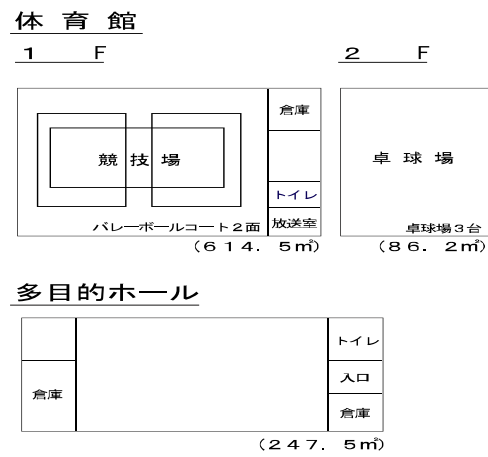 体育館
1 F
2 F
倉庫
競技場
卓球場
トイレ
バレーボールコート2面
放送室
卓球場3台
(614. 5㎡)
(86. 2㎡)
多目的ホール
トイレ
入口
倉庫
倉庫
(247. 5㎡)